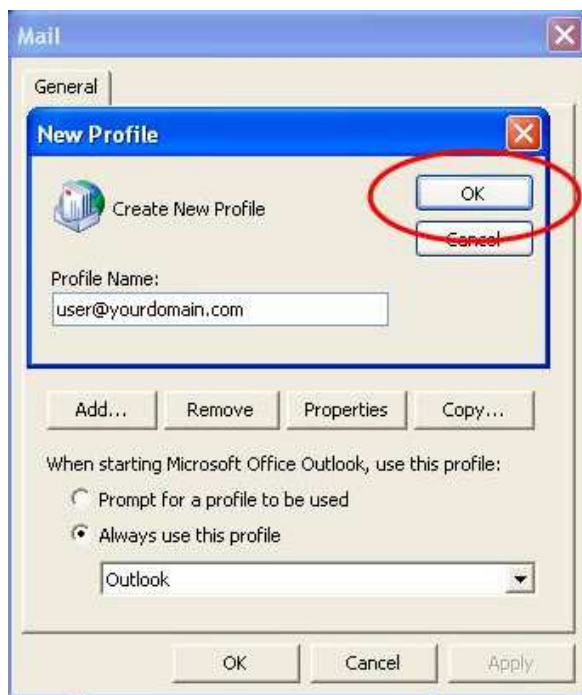 Mail
General
New Profile
Create New Profile
OK
Cancel
Profile Name:
user@yourdomain.com
Add... Remove Properties Copy...
When starting Microsoft Office Outlook, use this profile:
Prompt for a profile to be used
Always use this profile
Outlook
OK Cancel Apply